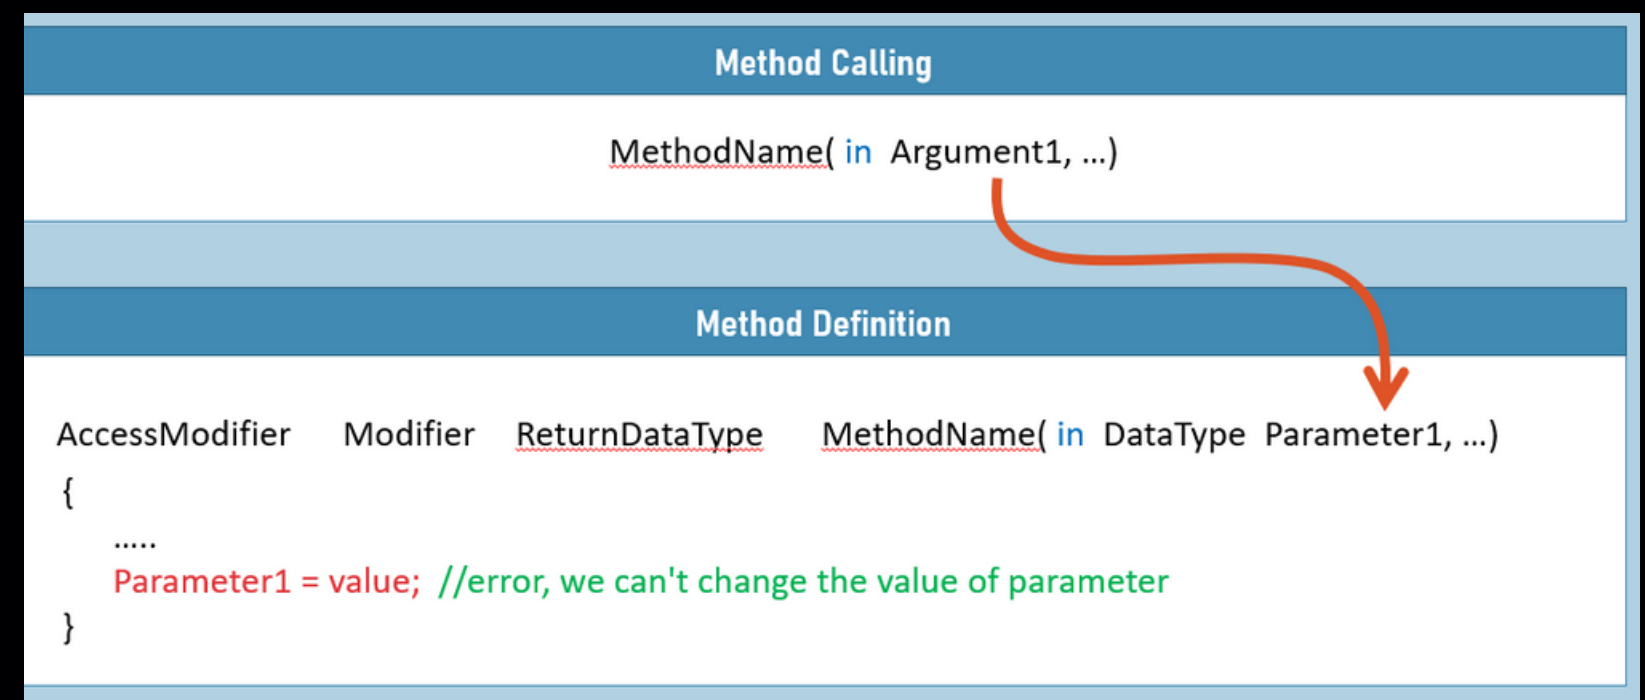 Method Calling
MethodName( in Argument1, ...)
Method Definition
AccessModifier Modifier ReturnDataType MethodName( in DataType Parameter1, ...)
{
.....
Parameter1 = value; //error, we can't change the value of parameter
}